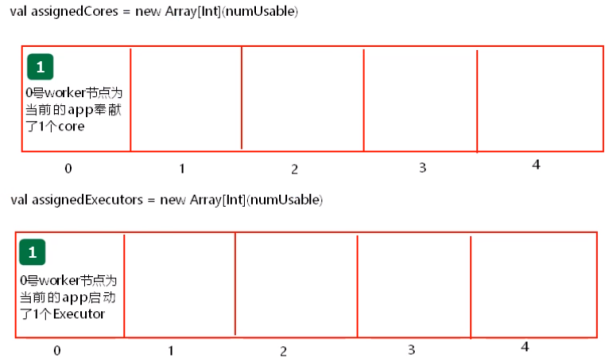 val assignedCores = new Array[Int](numUsable)
1
0号worker节点为
当前的app奉献
了1个core
0 1 2 3 4
val assignedExecutors = new Array[Int](numUsable)
1
0号worker节点为
当前的app启动
了1个Executor
0 1 2 3 4